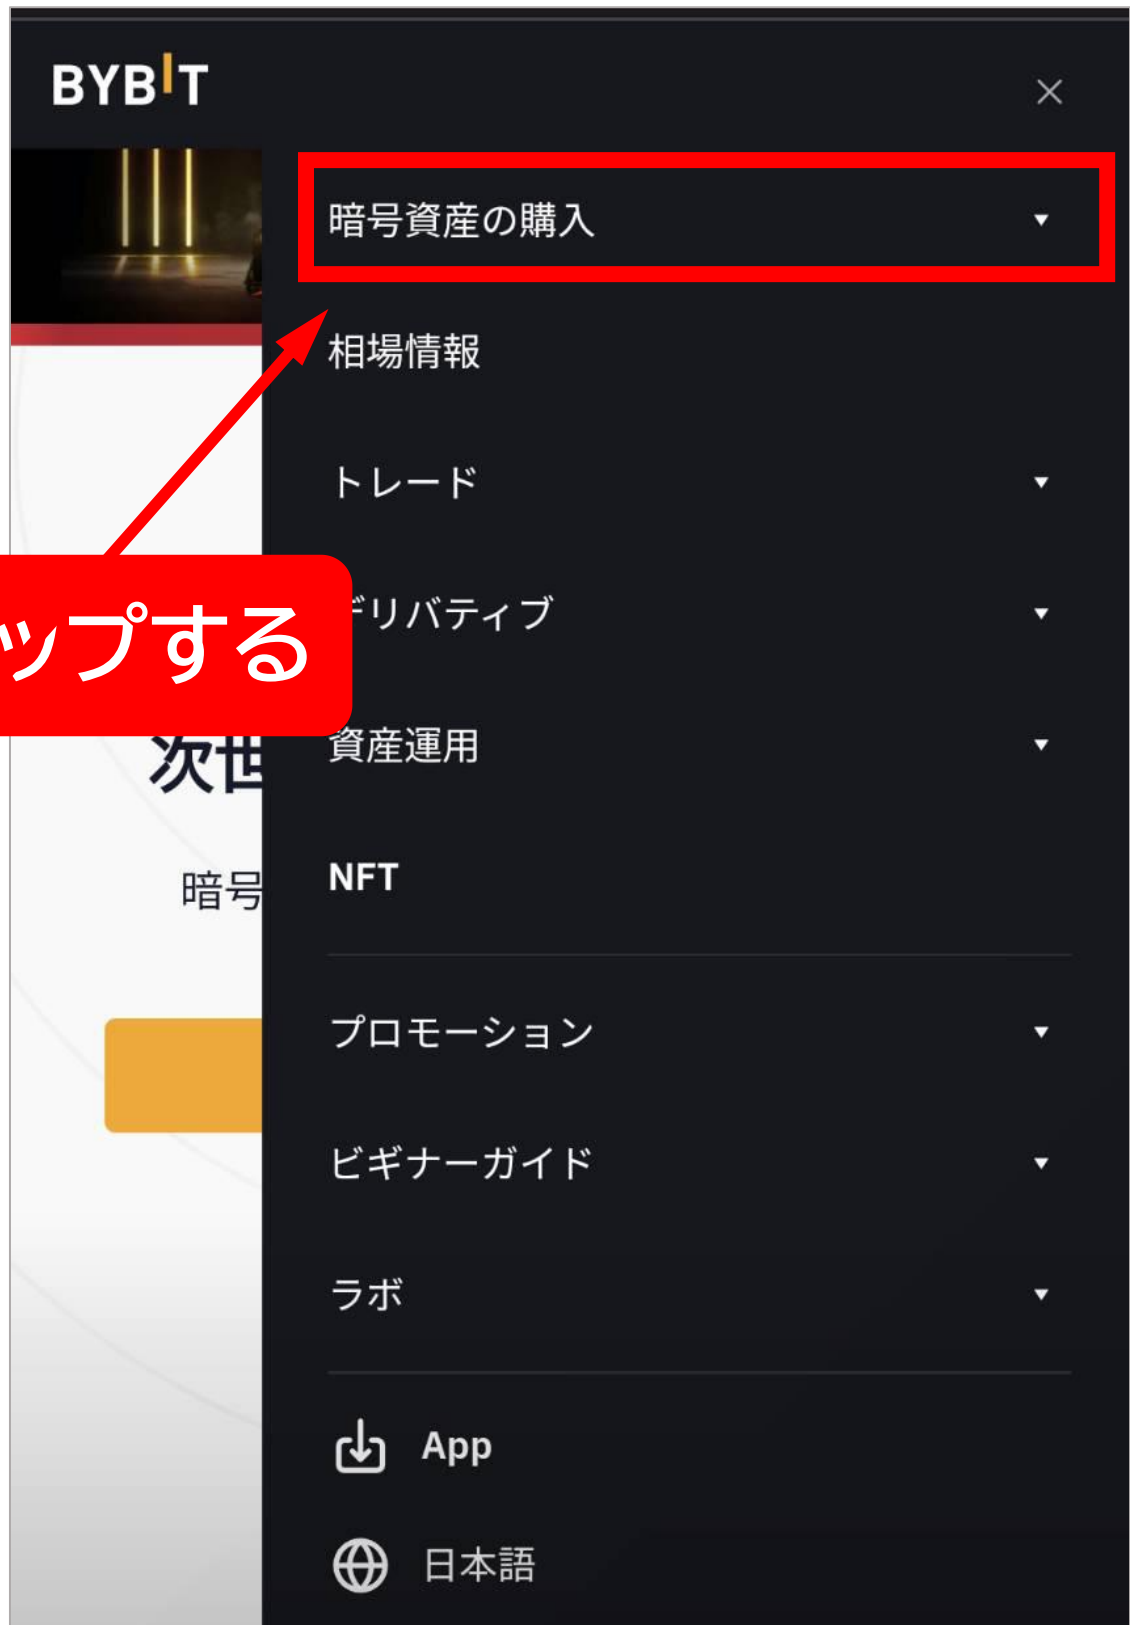 BYBIT
暗号資産の購入
相場情報
トレード
デリバティブ
ップする
資産運用
次世
暗号
NFT
プロモーション
ビギナーガイド
ラボ
App
日本語